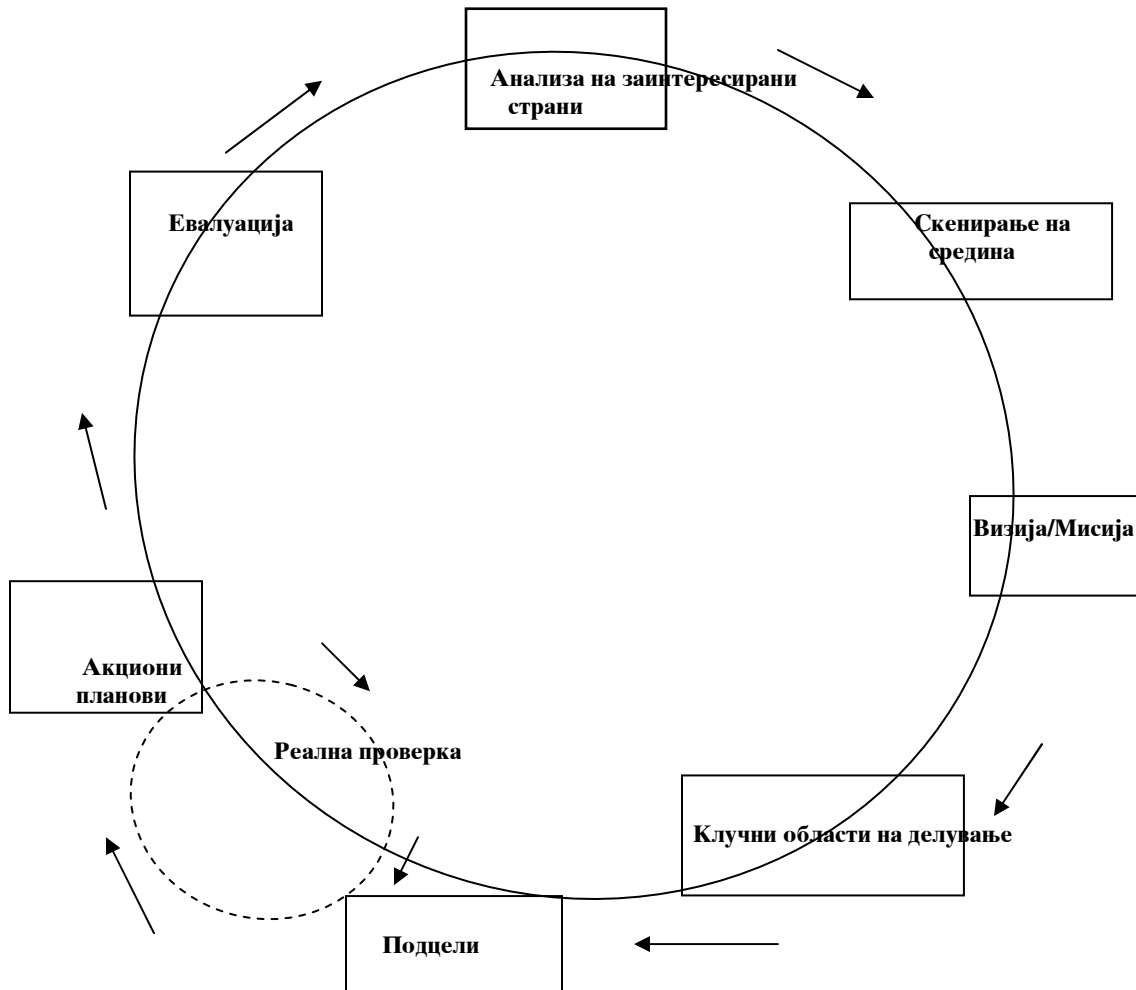 Анализа на заинтересирани
страни
Евалуација
Скенирање на
средина
Визија/Мисија
Акциони
планови
Реална проверка
Клучни области на делување
Подцели